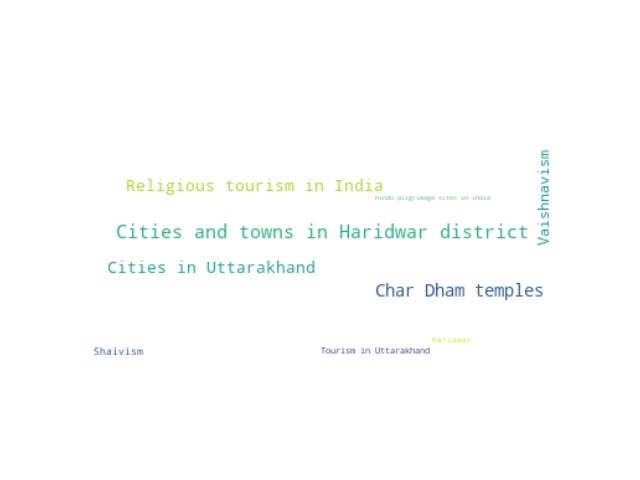 Vaishnavism
Religious tourism in India
Hindu pilgrimage sites in India
Cities and towns in Haridwar district
Cities in Uttarakhand
Char Dham temples
Haridwar
Shaivism
Tourism in Uttarakhand